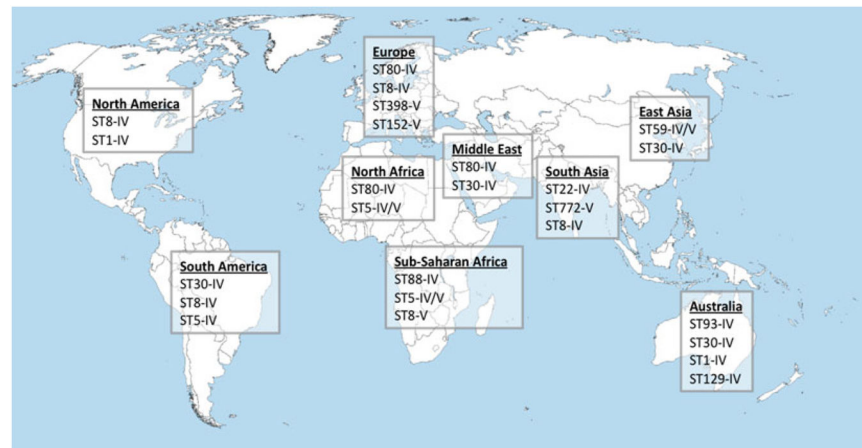 Europe
ST80-IV
ST8-IV
ST398-V
ST152-V
North America
ST8-IV
ST1-IV
East Asia
ST59-IV/V
ST30-IV
Middle East
ST80-IV
ST30-IV
North Africa
ST80-IV
ST5-IV/V
South Asia
ST22-IV
ST772-V
ST8-IV
South America
ST30-IV
ST8-IV
ST5-IV
Sub-Saharan Africa
ST88-IV
ST5-IV/V
ST8-V
Australia
ST93-IV
ST30-IV
ST1-IV
ST129-IV